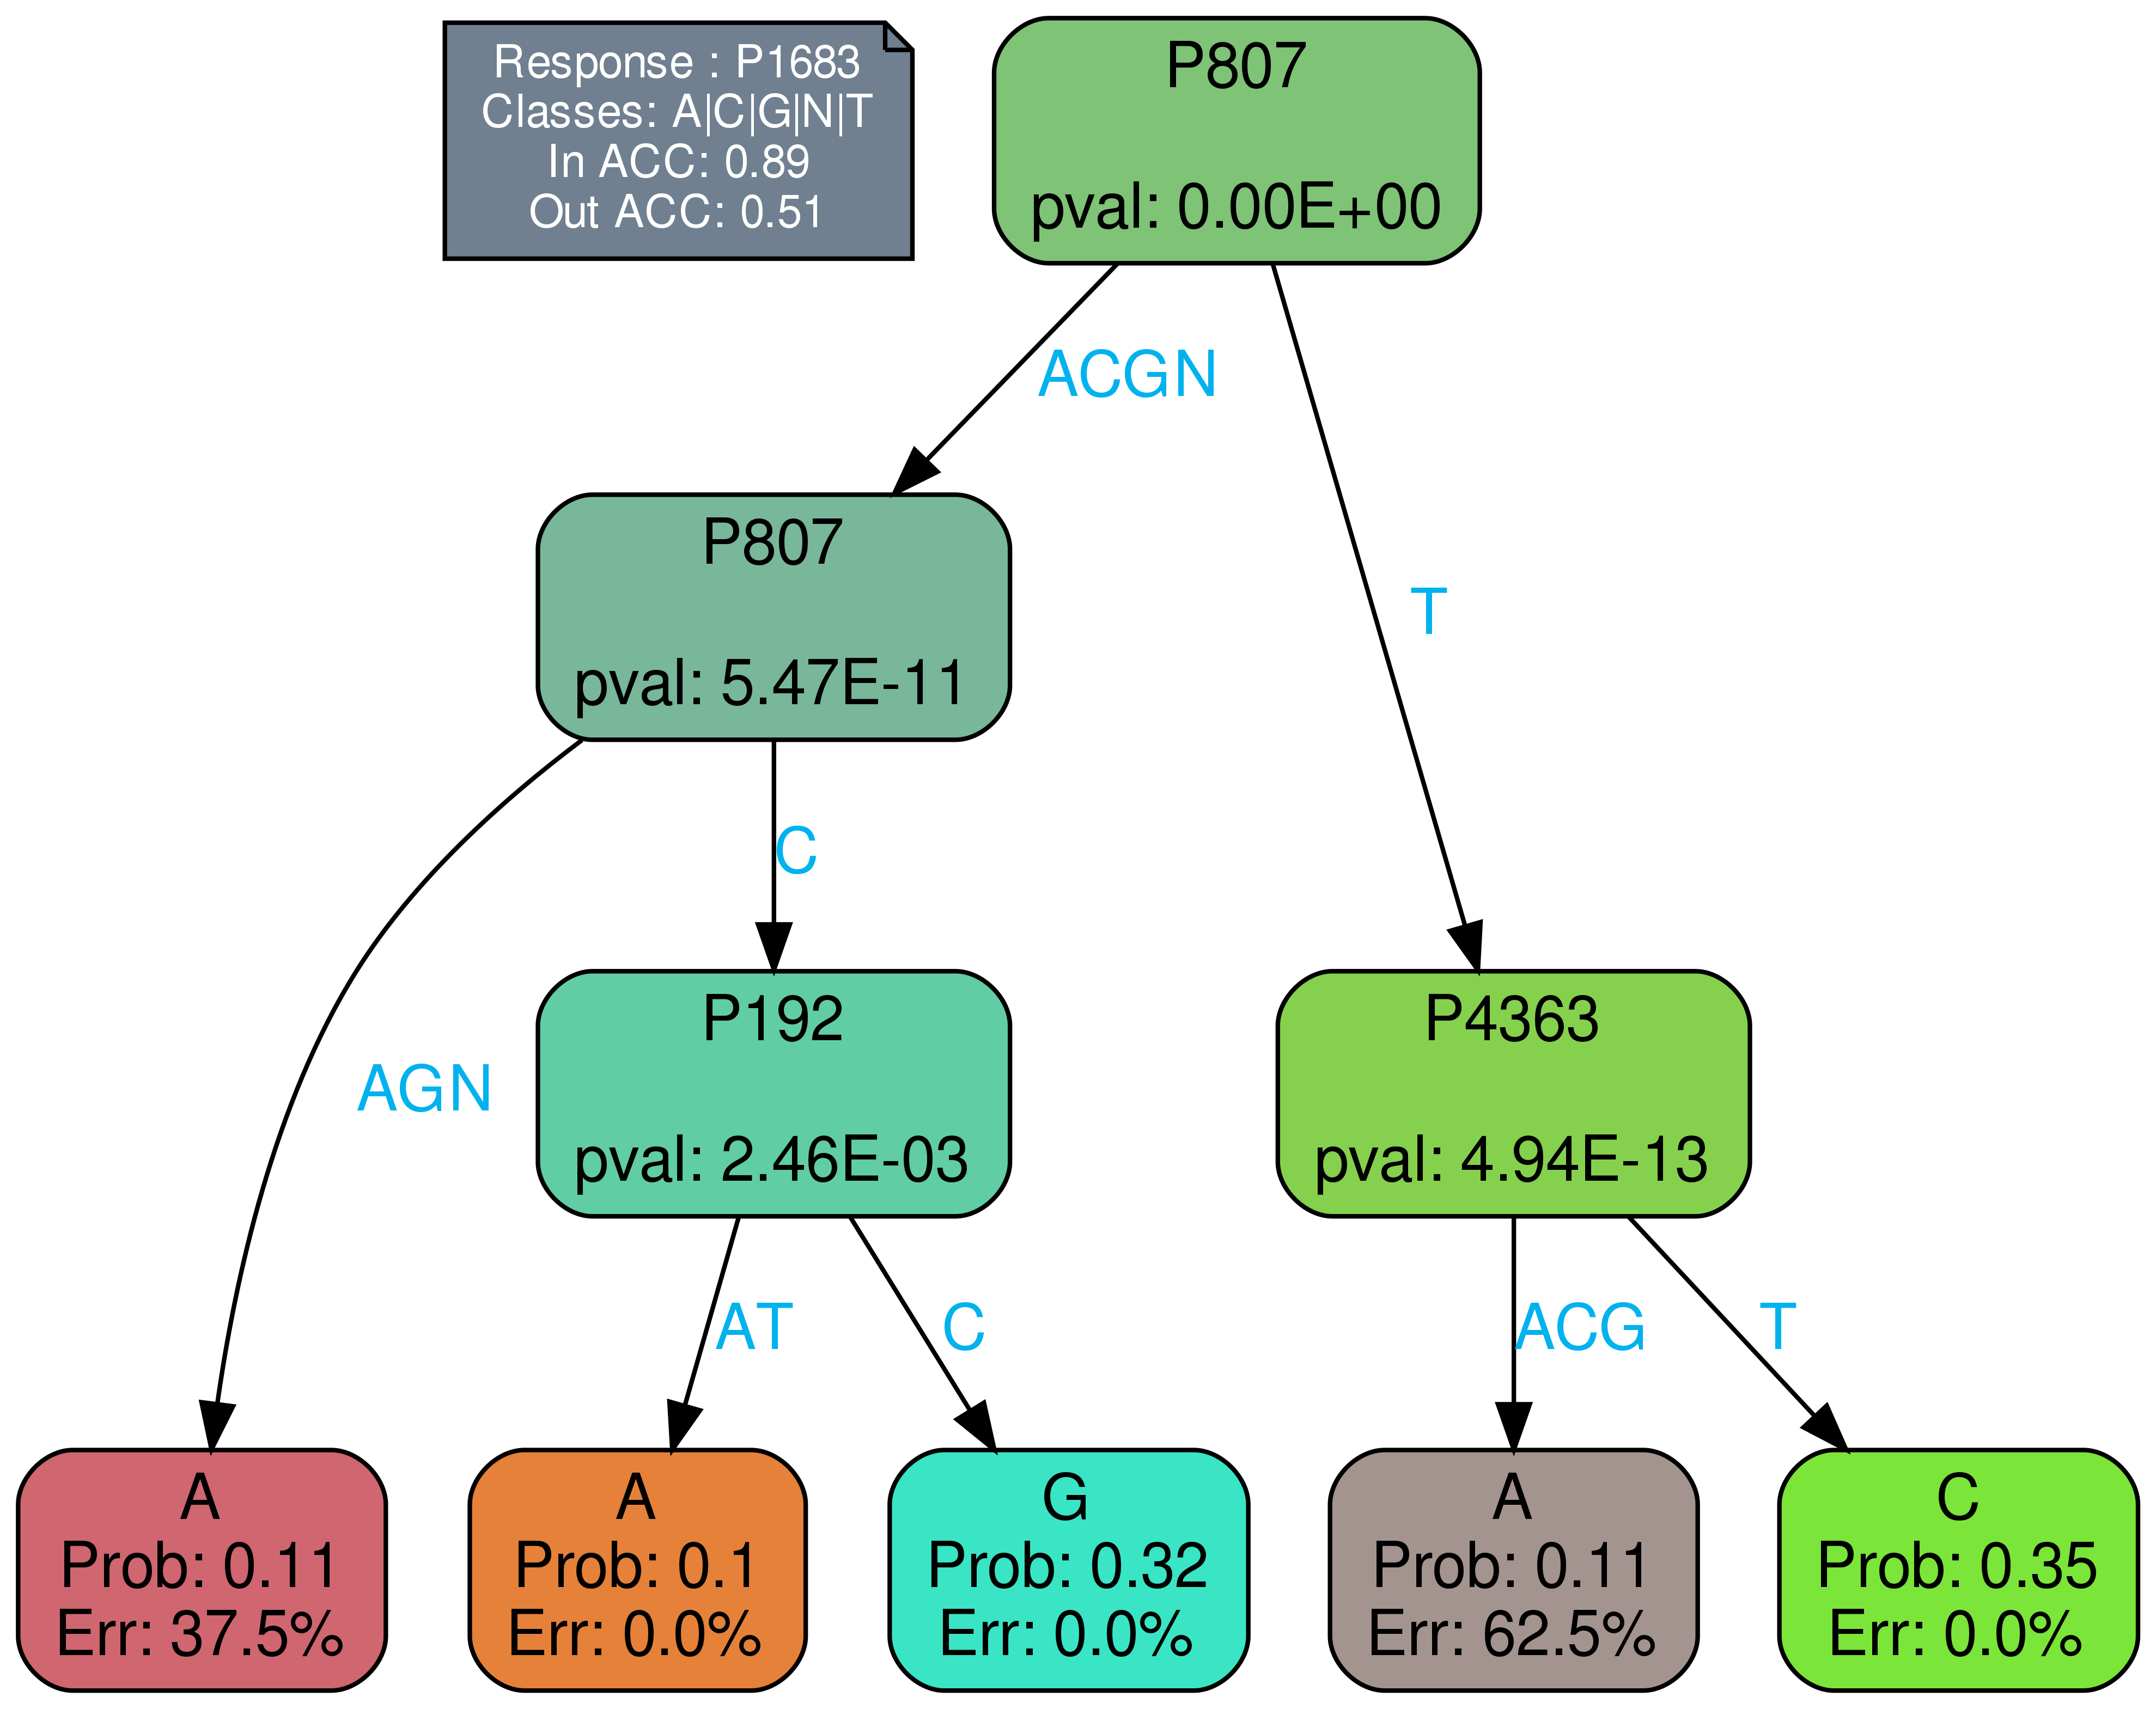 Response : P1683
Classes: A|C|G|N|T
In ACC: 0.89
Out ACC: 0.51
P807
pval: 0.00E+00
ACGN
T
P807
pval: 5.47E-11
AGN
C
P192
pval: 2.46E-03
P4363
pval: 4.94E-13
AT
C
ACG
T
A
Prob: 0.11
Err: 37.5%
A
Prob: 0.1
Err: 0.0%
G
Prob: 0.32
Err: 0.0%
A
Prob: 0.11
Err: 62.5%
C
Prob: 0.35
Err: 0.0%